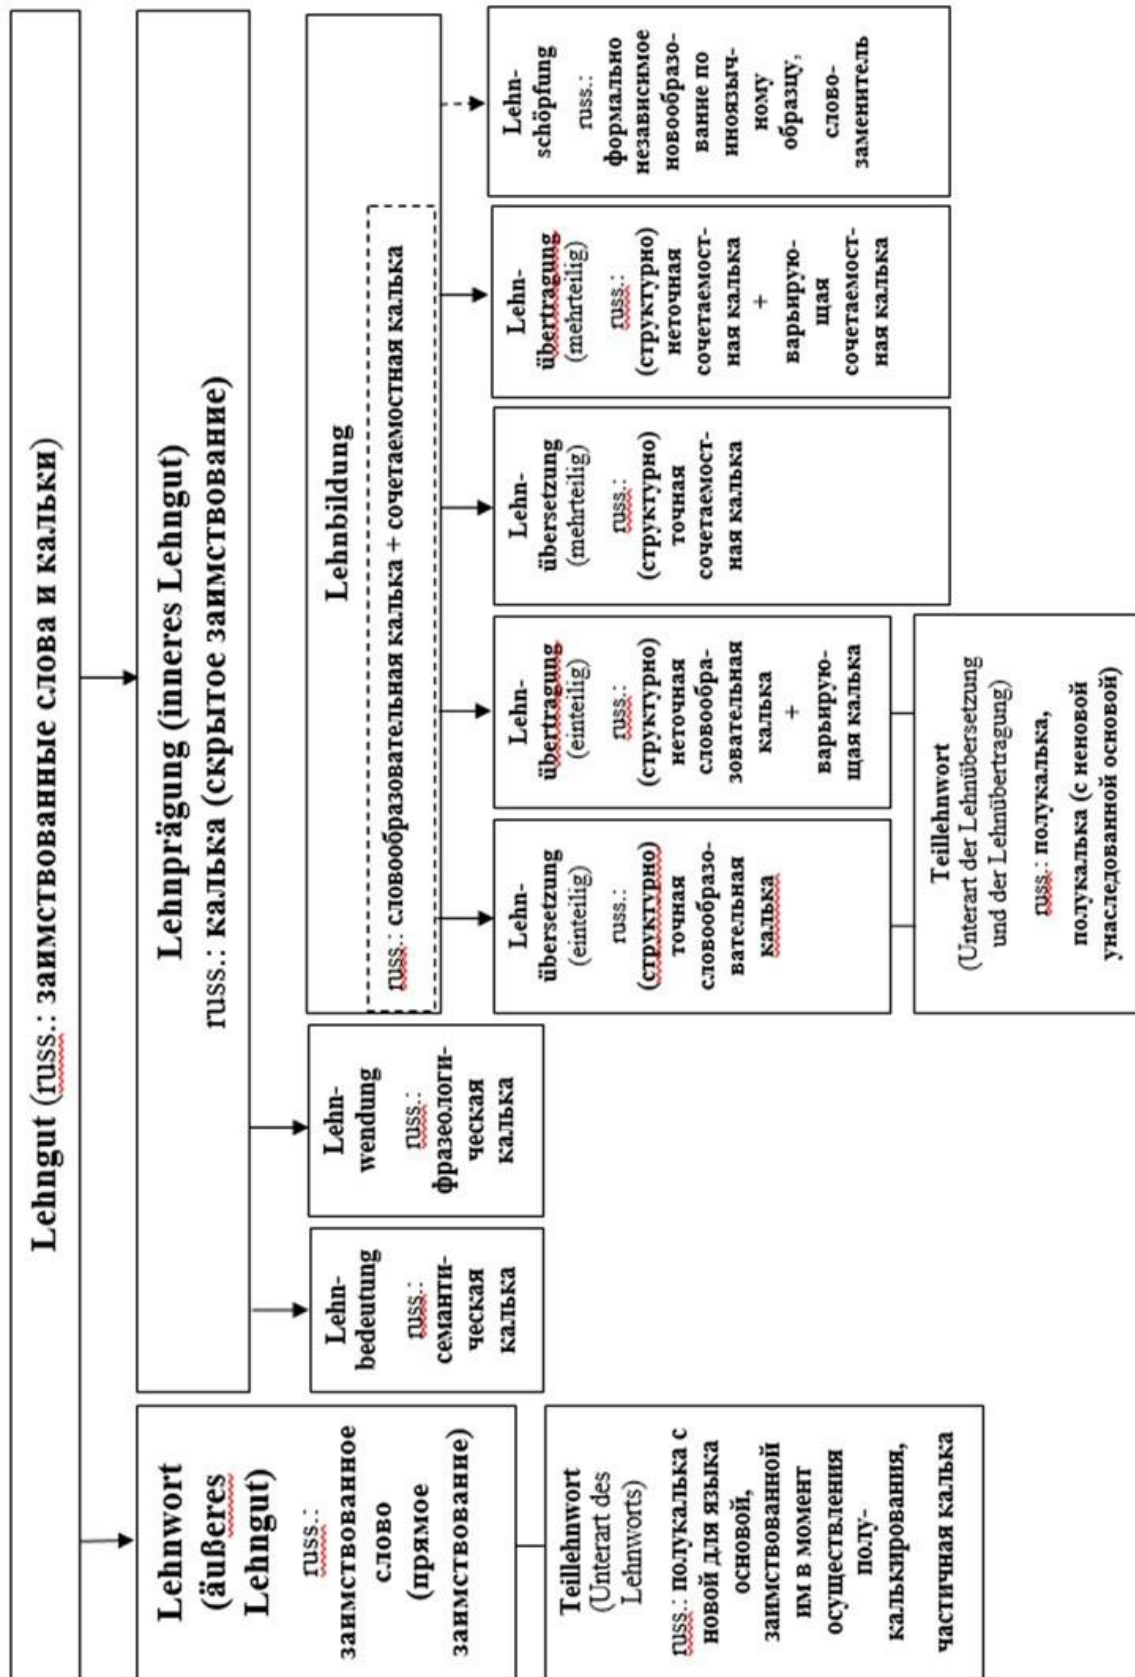 Lehngut (russ.: заимствованные слова и кальки)
Lehnwort
(äußeres
Lehngut)
russ.:
заимствованное
слово
(прямое
заимствование)
Lehnprägung (inneres Lehngut)
russ.: калька (скрытое заимствование)
Teillehnwort
(Unterart des
Lehnworts)
russ.: полукалька с
новой для языка
основой,
заимствованной
им в момент
осуществления
полу-
калькирования,
частичная калька
Lehn-
bedeutung
russ.:
семанти-
ческая
калька
Lehn-
wendung
russ.:
фразеологи-
ческая
калька
Lehnbildung
russ.: словообразовательная калька + сочетаемостная калька
Lehn-
übersetzung
(einteilig)
russ.:
(структурно)
точная
словообразо-
вательная
калька
Lehn-
übertragung
(einteilig)
russ.:
(структурно)
неточная
словообра-
зовательная
калька
+
варьирую-
щая калька
Lehn-
übersetzung
(mehrteilig)
russ.:
(структурно)
точная
сочетаемост-
ная калька
Lehn-
übertragung
(mehrteilig)
russ.:
(структурно)
неточная
сочетаемост-
ная калька
+
варьирую-
щая
сочетаемост-
ная калька
Lehn-
schöpfung
russ.:
формально
независимое
новообразо-
вание по
иноязыч-
ному
образцу,
слово-
заменитель
Teillehnwort
(Unterart der Lehnübersetzung
und der Lehnübertragung)
russ.: полукалька,
полукалька (с неновой
унаследованной основой)